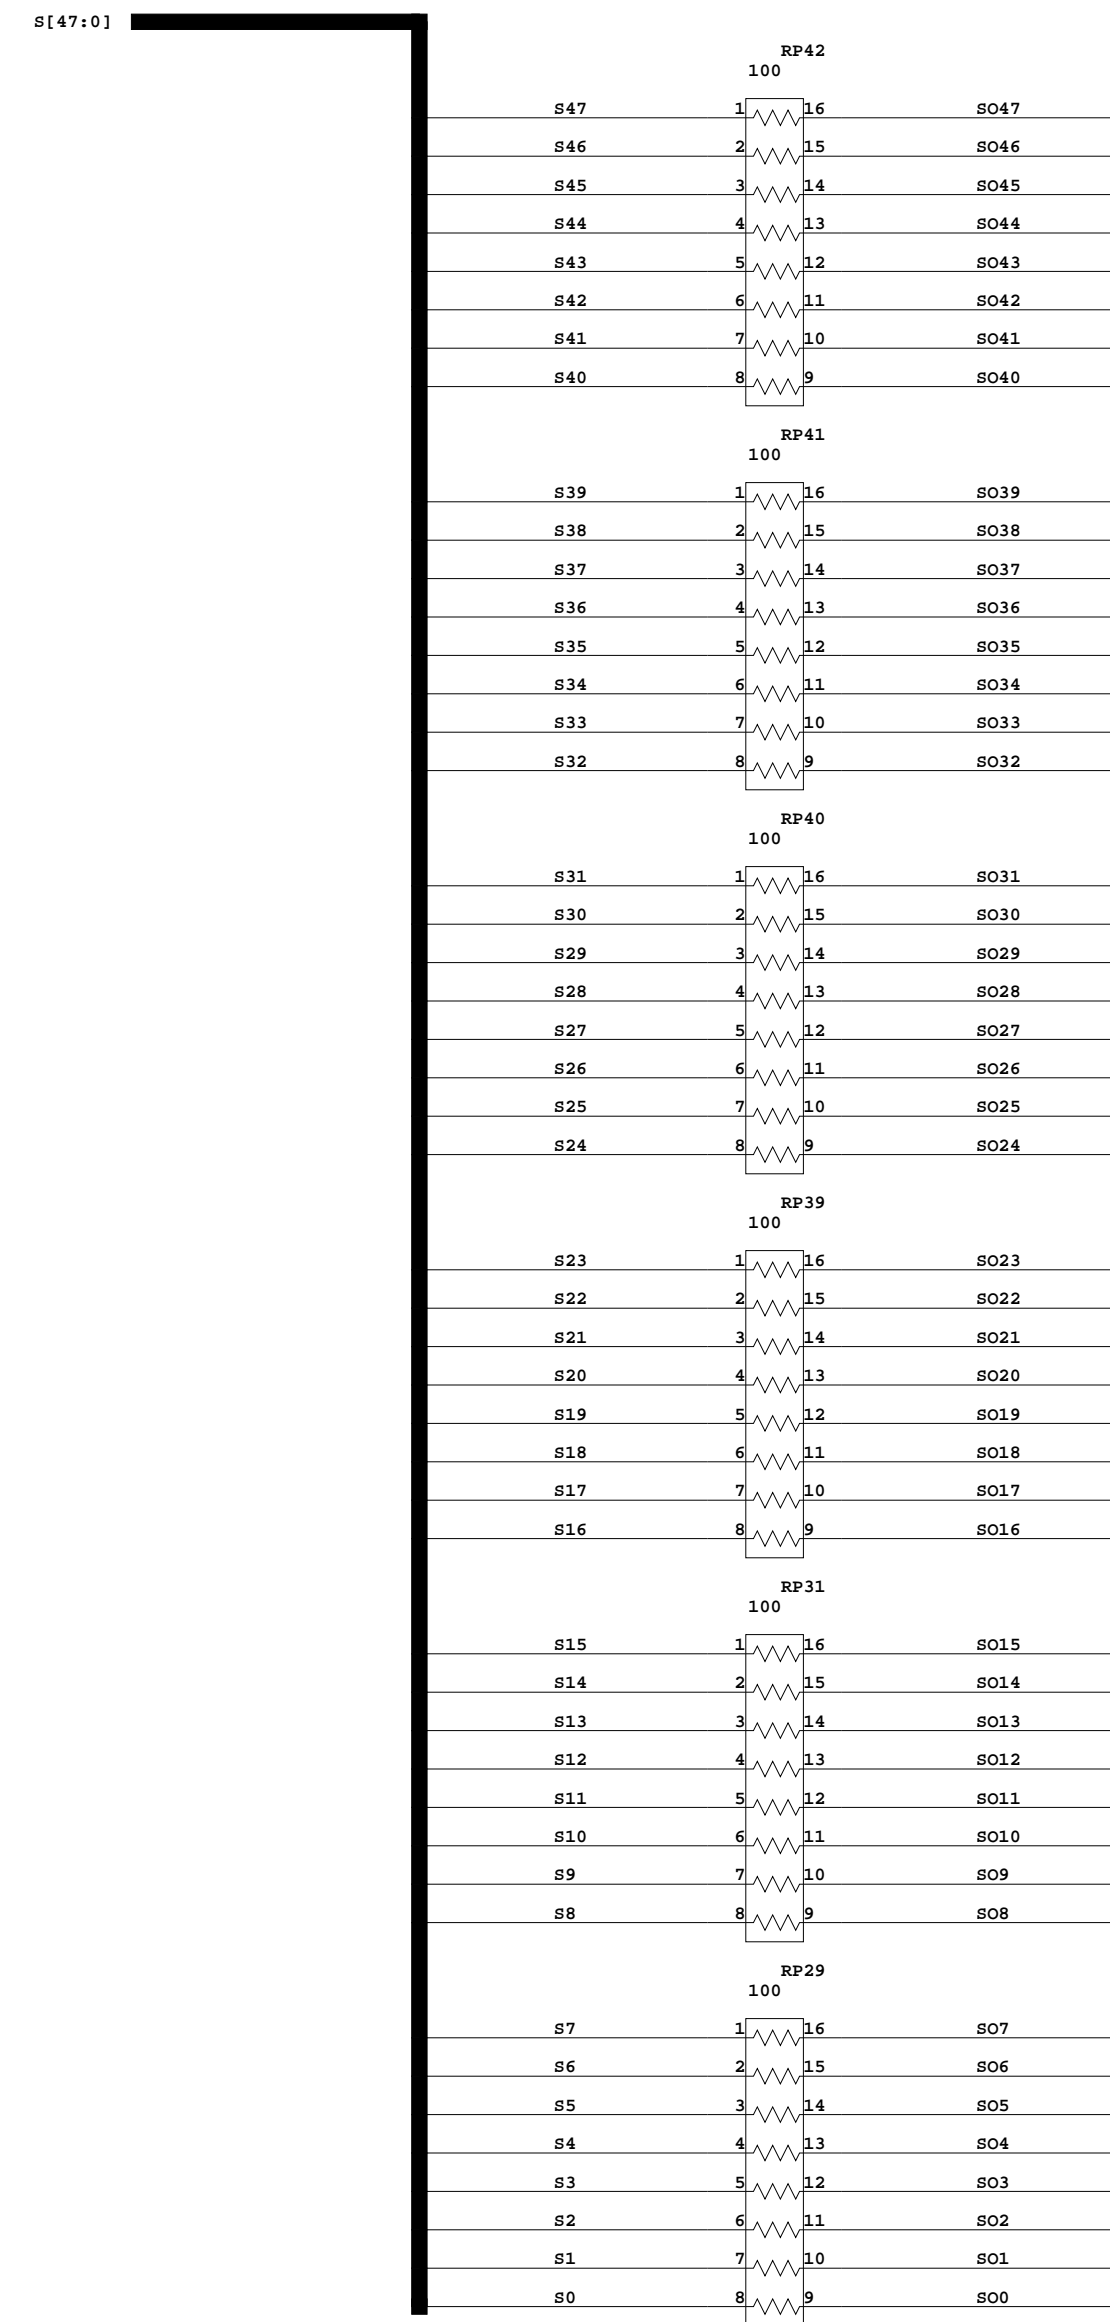 S[47:0]
RP42
100
S47 1 16 SO47
S46 2 15 SO46
S45 3 14 SO45
S44 4 13 SO44
S43 5 12 SO43
S42 6 11 SO42
S41 7 10 SO41
S40 8 9 SO40
RP41
100
S39 1 16 SO39
S38 2 15 SO38
S37 3 14 SO37
S36 4 13 SO36
S35 5 12 SO35
S34 6 11 SO34
S33 7 10 SO33
S32 8 9 SO32
RP40
100
S31 1 16 SO31
S30 2 15 SO30
S29 3 14 SO29
S28 4 13 SO28
S27 5 12 SO27
S26 6 11 SO26
S25 7 10 SO25
S24 8 9 SO24
RP39
100
S23 1 16 SO23
S22 2 15 SO22
S21 3 14 SO21
S20 4 13 SO20
S19 5 12 SO19
S18 6 11 SO18
S17 7 10 SO17
S16 8 9 SO16
RP31
100
S15 1 16 SO15
S14 2 15 SO14
S13 3 14 SO13
S12 4 13 SO12
S11 5 12 SO11
S10 6 11 SO10
S9 7 10 SO9
S8 8 9 SO8
RP29
100
S7 1 16 SO7
S6 2 15 SO6
S5 3 14 SO5
S4 4 13 SO4
S3 5 12 SO3
S2 6 11 SO2
S1 7 10 SO1
S0 8 9 SO0